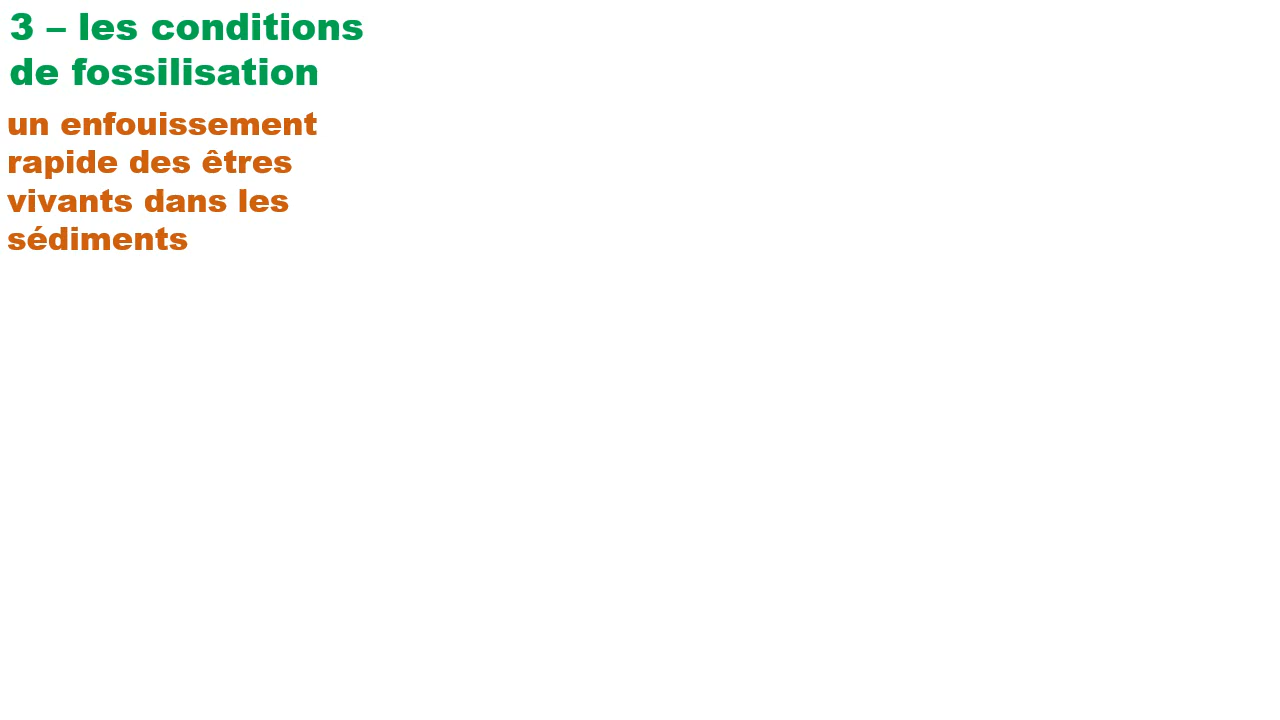 3 – les conditions
de fossilisation
un enfouissement
rapide des êtres
vivants dans les
sédiments